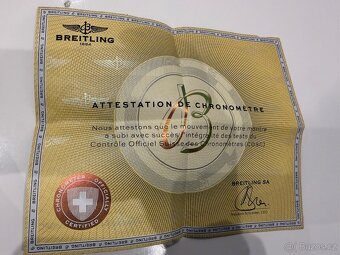 BREITLING
1884
ATTESTATION DE CHRONOMETRE
Nous attestons que le mouvement de votre montre
a subi avec succès l'intégralité des tests du
Contrôle Officiel Suisse des Chronomètres (COSC)
BREITLING SA
CHRONOMETER - OFFICIALLY
CERTIFIED